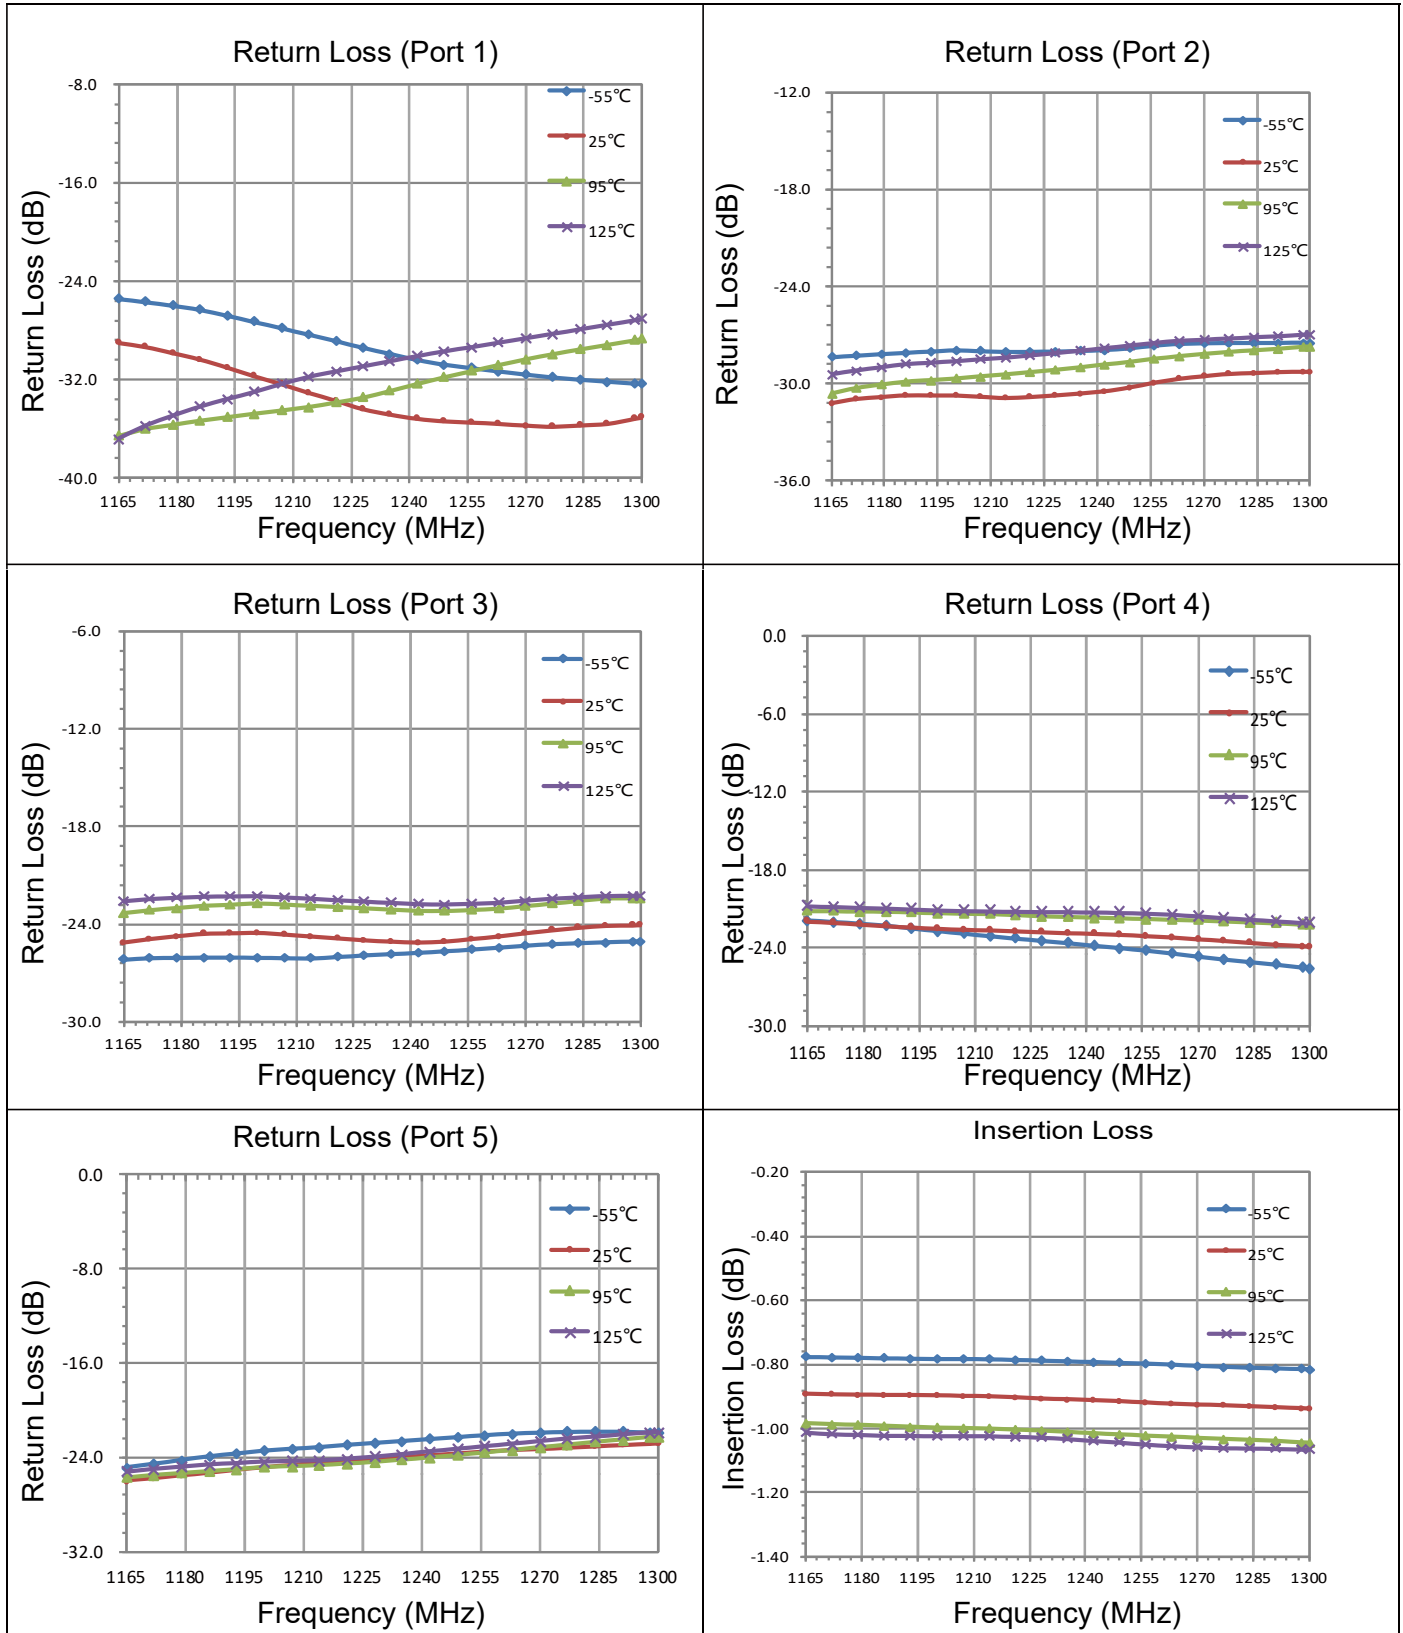 Return Loss (Port 1)
Return Loss (dB)
-8.0
-16.0
-24.0
-32.0
-40.0
-55℃
25℃
95℃
125℃
1165 1180 1195 1210 1225 1240 1255 1270 1285 1300
Frequency (MHz)
Return Loss (Port 2)
Return Loss (dB)
-12.0
-18.0
-24.0
-30.0
-36.0
-55℃
25℃
95℃
125℃
1165 1180 1195 1210 1225 1240 1255 1270 1285 1300
Frequency (MHz)
Return Loss (Port 3)
Return Loss (dB)
-6.0
-12.0
-18.0
-24.0
-30.0
-55℃
25℃
95℃
125℃
1165 1180 1195 1210 1225 1240 1255 1270 1285 1300
Frequency (MHz)
Return Loss (Port 4)
Return Loss (dB)
0.0
-6.0
-12.0
-18.0
-24.0
-30.0
-55℃
25℃
95℃
125℃
1165 1180 1195 1210 1225 1240 1255 1270 1285 1300
Frequency (MHz)
Return Loss (Port 5)
Return Loss (dB)
0.0
-8.0
-16.0
-24.0
-32.0
-55℃
25℃
95℃
125℃
1165 1180 1195 1210 1225 1240 1255 1270 1285 1300
Frequency (MHz)
Insertion Loss
Insertion Loss (dB)
-0.20
-0.40
-0.60
-0.80
-1.00
-1.20
-1.40
-55℃
25℃
95℃
125℃
1165 1180 1195 1210 1225 1240 1255 1270 1285 1300
Frequency (MHz)